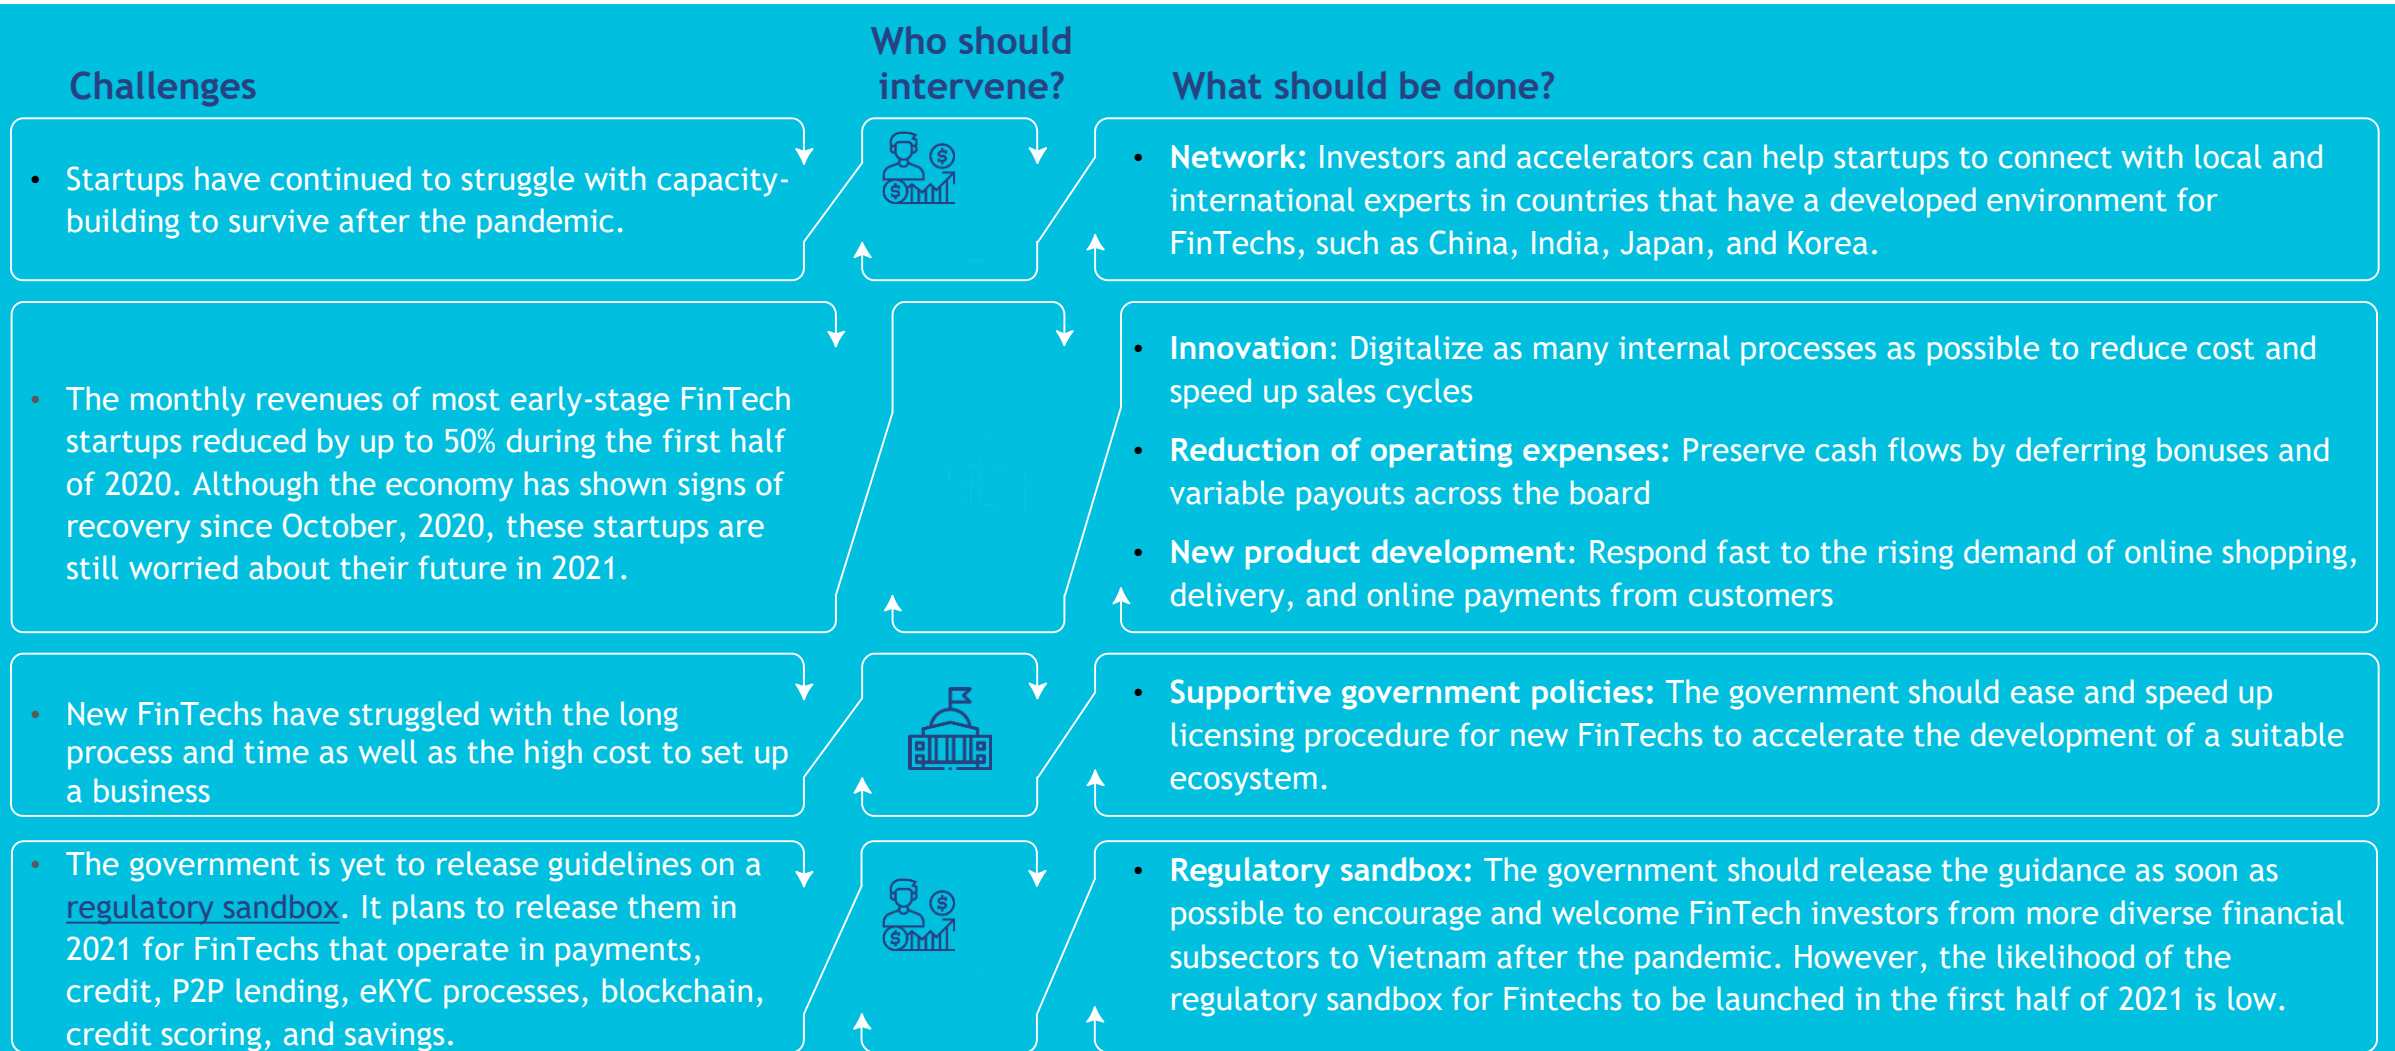 Challenges
Who should
intervene?
What should be done?
• Startups have continued to struggle with capacity-
building to survive after the pandemic.
• Network: Investors and accelerators can help startups to connect with local and
international experts in countries that have a developed environment for
FinTechs, such as China, India, Japan, and Korea.
• The monthly revenues of most early-stage FinTech
startups reduced by up to 50% during the first half
of 2020. Although the economy has shown signs of
recovery since October, 2020, these startups are
still worried about their future in 2021.
• Innovation: Digitalize as many internal processes as possible to reduce cost and
speed up sales cycles
• Reduction of operating expenses: Preserve cash flows by deferring bonuses and
variable payouts across the board
• New product development: Respond fast to the rising demand of online shopping,
delivery, and online payments from customers
• New FinTechs have struggled with the long
process and time as well as the high cost to set up
a business
• Supportive government policies: The government should ease and speed up
licensing procedure for new FinTechs to accelerate the development of a suitable
ecosystem.
• The government is yet to release guidelines on a
regulatory sandbox. It plans to release them in
2021 for FinTechs that operate in payments,
credit, P2P lending, eKYC processes, blockchain,
credit scoring, and savings.
• Regulatory sandbox: The government should release the guidance as soon as
possible to encourage and welcome FinTech investors from more diverse financial
subsectors to Vietnam after the pandemic. However, the likelihood of the
regulatory sandbox for Fintechs to be launched in the first half of 2021 is low.